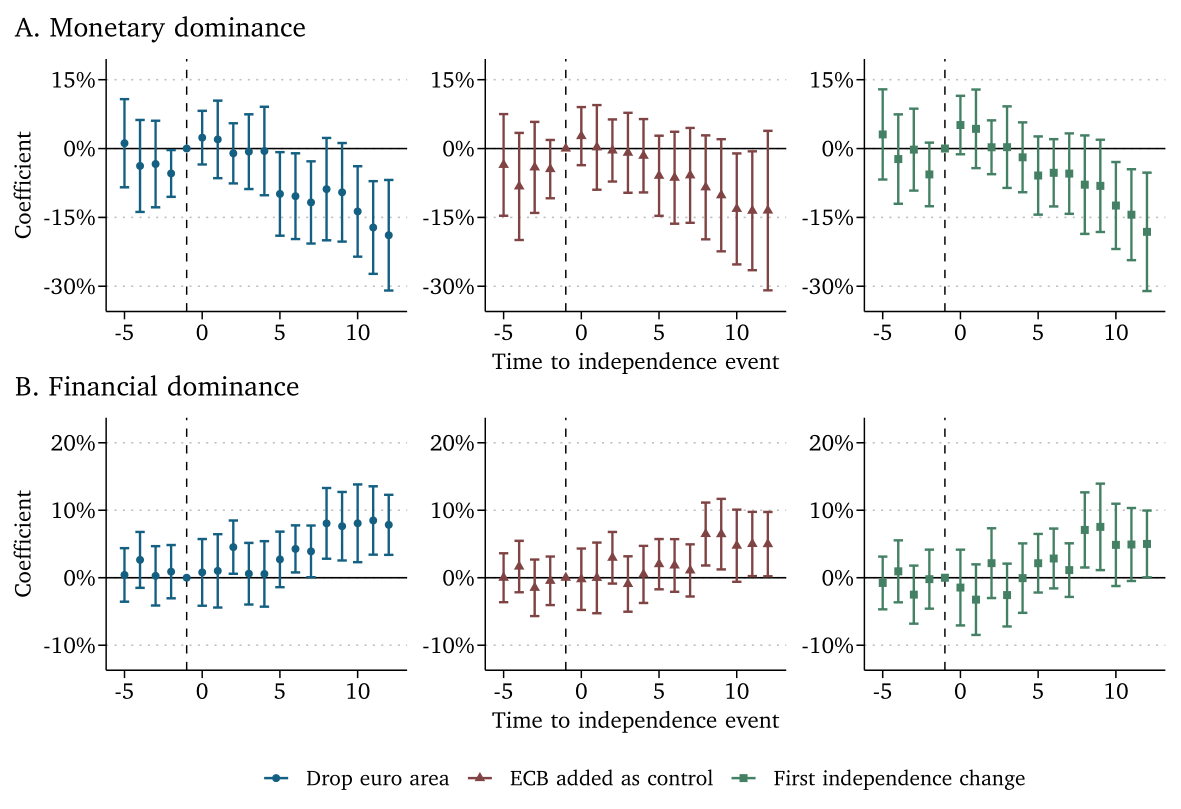 A. Monetary dominance
Coefficient
15%
0%
-15%
-30%
-5 0 5 10
15%
0%
-15%
-30%
-5 0 5 10
15%
0%
-15%
-30%
-5 0 5 10
Time to independence event
B. Financial dominance
Coefficient
20%
10%
0%
-10%
-5 0 5 10
20%
10%
0%
-10%
-5 0 5 10
20%
10%
0%
-10%
-5 0 5 10
Time to independence event
Drop euro area ECB added as control First independence change